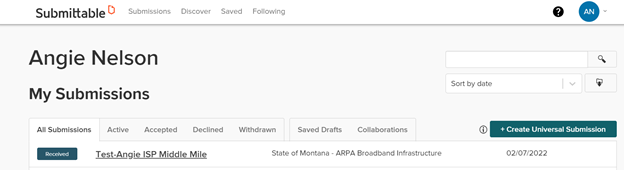 Submittable Submissions Discover Saved Following ? AN
Angie Nelson
Sort by date
My Submissions
All Submissions Active Accepted Declined Withdrawn Saved Drafts Collaborations + Create Universal Submission
Received Test-Angie ISP Middle Mile State of Montana - ARPA Broadband Infrastructure 02/07/2022